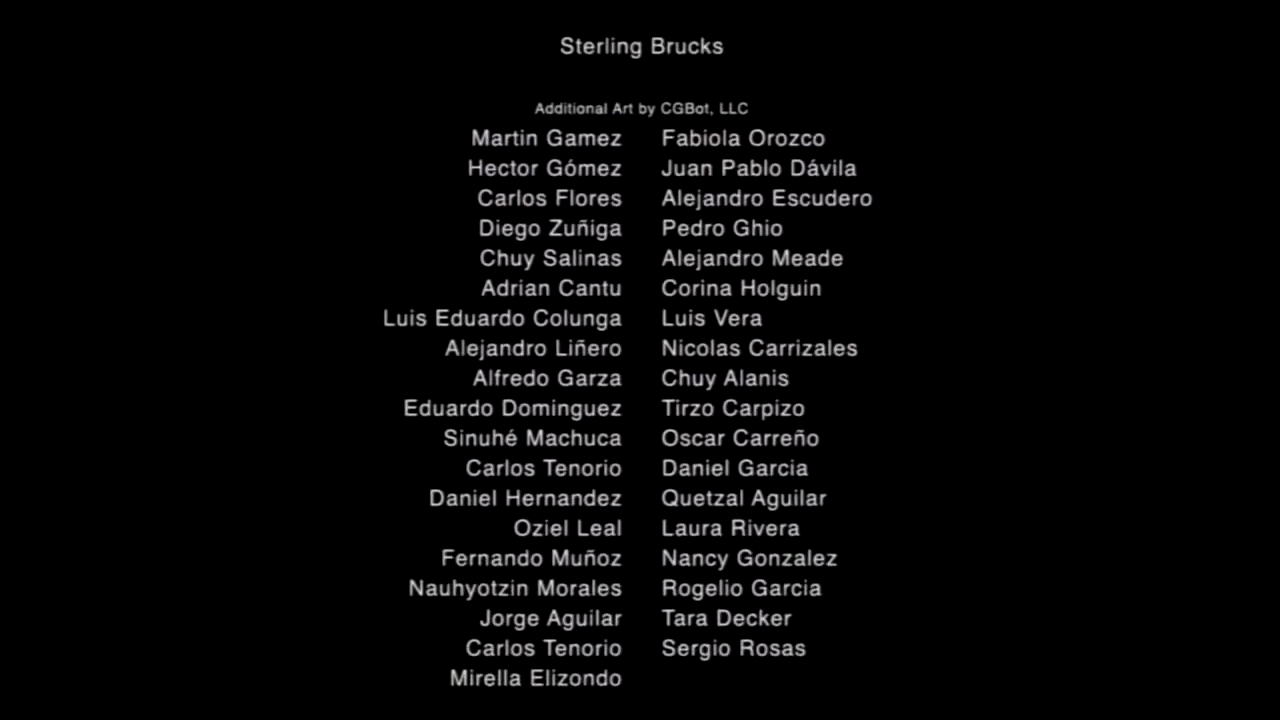 Sterling Brucks
Additional Art by CGBot, LLC
Martin Gamez Fabiola Orozco
Hector Gómez Juan Pablo Dávila
Carlos Flores Alejandro Escudero
Diego Zuñiga Pedro Ghio
Chuy Salinas Alejandro Meade
Adrian Cantu Corina Holguin
Luis Eduardo Colunga Luis Vera
Alejandro Liñero Nicolas Carrizales
Alfredo Garza Chuy Alanis
Eduardo Dominguez Tirzo Carpizo
Sinuhé Machuca Oscar Carreño
Carlos Tenorio Daniel Garcia
Daniel Hernandez Quetzal Aguilar
Oziel Leal Laura Rivera
Fernando Muñoz Nancy Gonzalez
Nauhyotzin Morales Rogelio Garcia
Jorge Aguilar Tara Decker
Carlos Tenorio Sergio Rosas
Mirella Elizondo